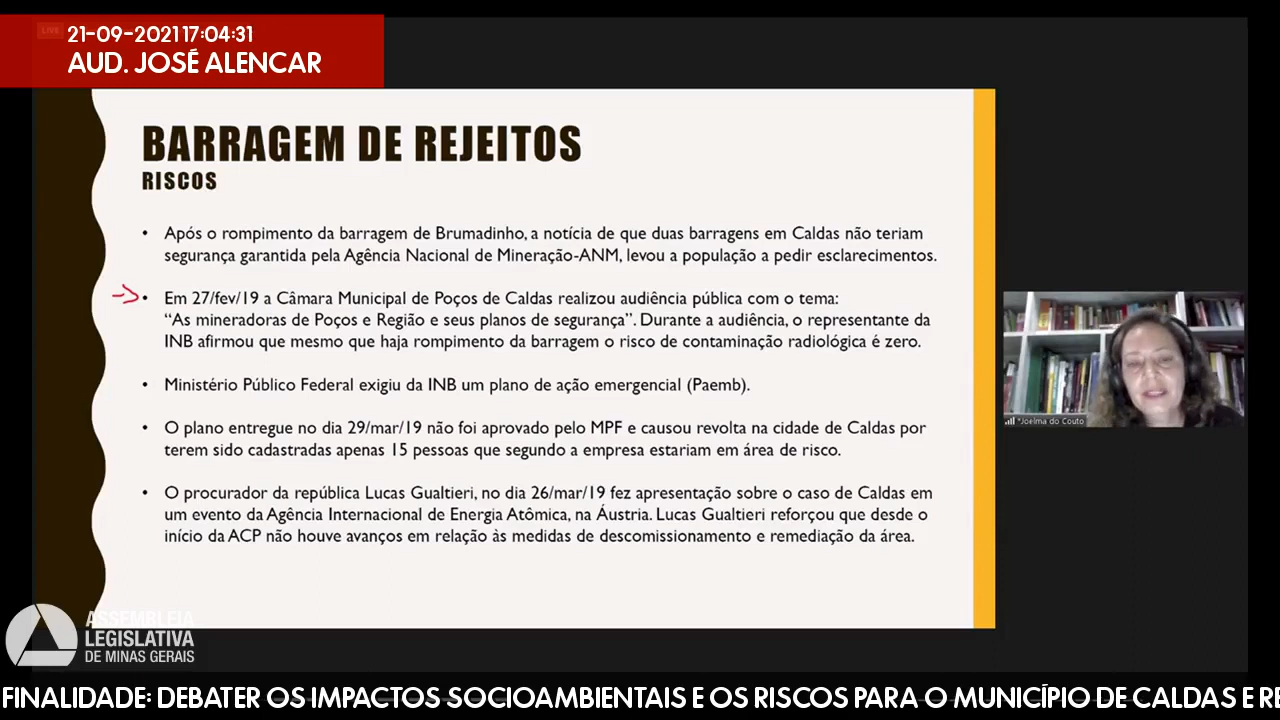 LIVE
21-09-2021 17:04:31
AUD. JOSÉ ALENCAR
BARRAGEM DE REJEITOS
RISCOS
• Após o rompimento da barragem de Brumadinho, a notícia de que duas barragens em Caldas não teriam
segurança garantida pela Agência Nacional de Mineração-ANM, levou a população a pedir esclarecimentos.
• Em 27/fev/19 a Câmara Municipal de Poços de Caldas realizou audiência pública com o tema:
“As mineradoras de Poços e Região e seus planos de segurança”. Durante a audiência, o representante da
INB afirmou que mesmo que haja rompimento da barragem o risco de contaminação radiológica é zero.
• Ministério Público Federal exigiu da INB um plano de ação emergencial (Paemb).
• O plano entregue no dia 29/mar/19 não foi aprovado pelo MPF e causou revolta na cidade de Caldas por
terem sido cadastradas apenas 15 pessoas que segundo a empresa estariam em área de risco.
• O procurador da república Lucas Gualtieri, no dia 26/mar/19 fez apresentação sobre o caso de Caldas em
um evento da Agência Internacional de Energia Atômica, na Áustria. Lucas Gualtieri reforçou que desde o
início da ACP não houve avanços em relação às medidas de descomissionamento e remediação da área.
*Joelma do Couto
ASSEMBLEIA
LEGISLATIVA
DE MINAS GERAIS
FINALIDADE: DEBATER OS IMPACTOS SOCIOAMBIENTAIS E OS RISCOS PARA O MUNICÍPIO DE CALDAS E RE